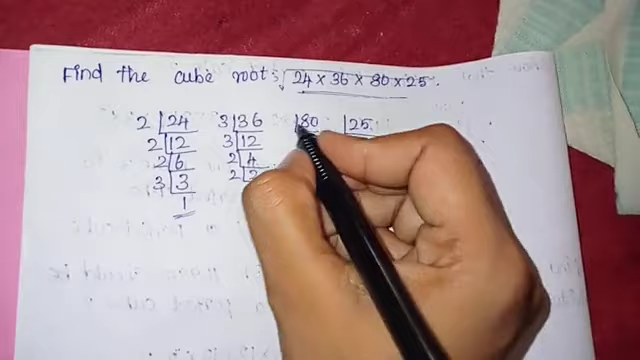 Find the cube root: ³√24 × 36 × 80 × 25.
2 | 24 3 | 36 | 80 | 25
2 | 12 3 | 12
2 | 6 2 | 4
3 | 3 2 | 2
1